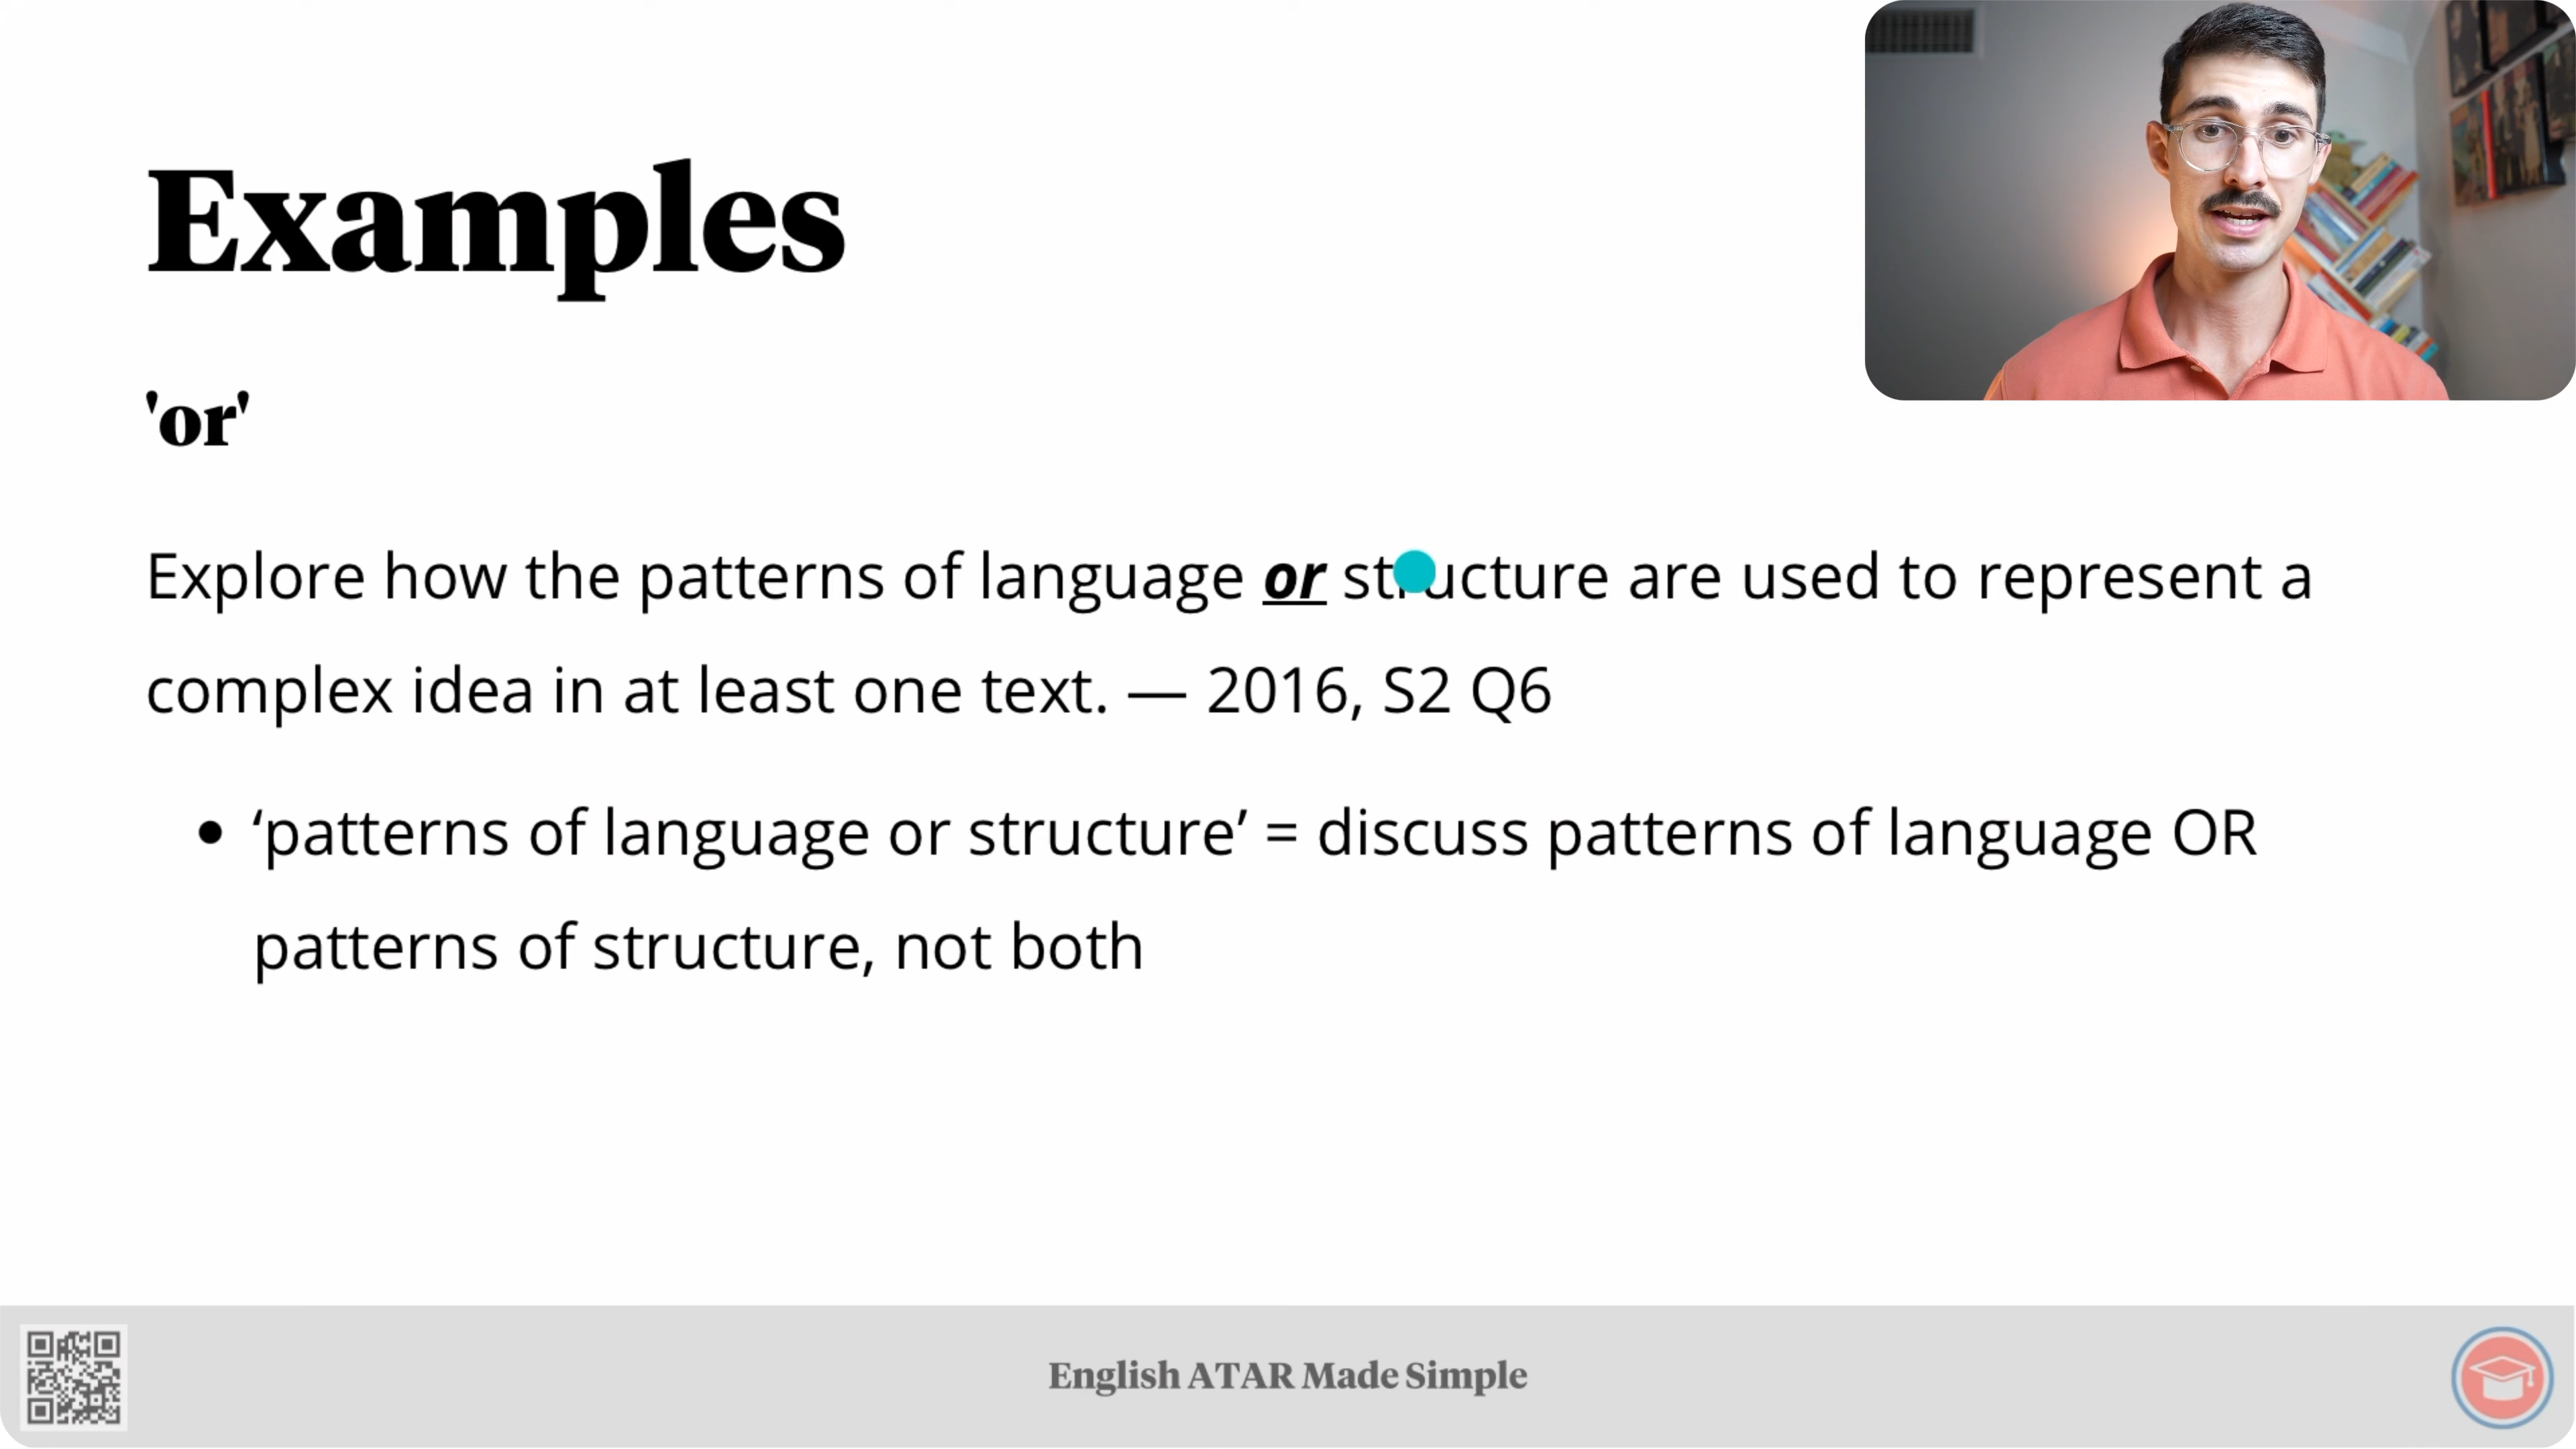 Examples
'or'
Explore how the patterns of language or structure are used to represent a
complex idea in at least one text. — 2016, S2 Q6
• ‘patterns of language or structure’ = discuss patterns of language OR
patterns of structure, not both
English ATAR Made Simple